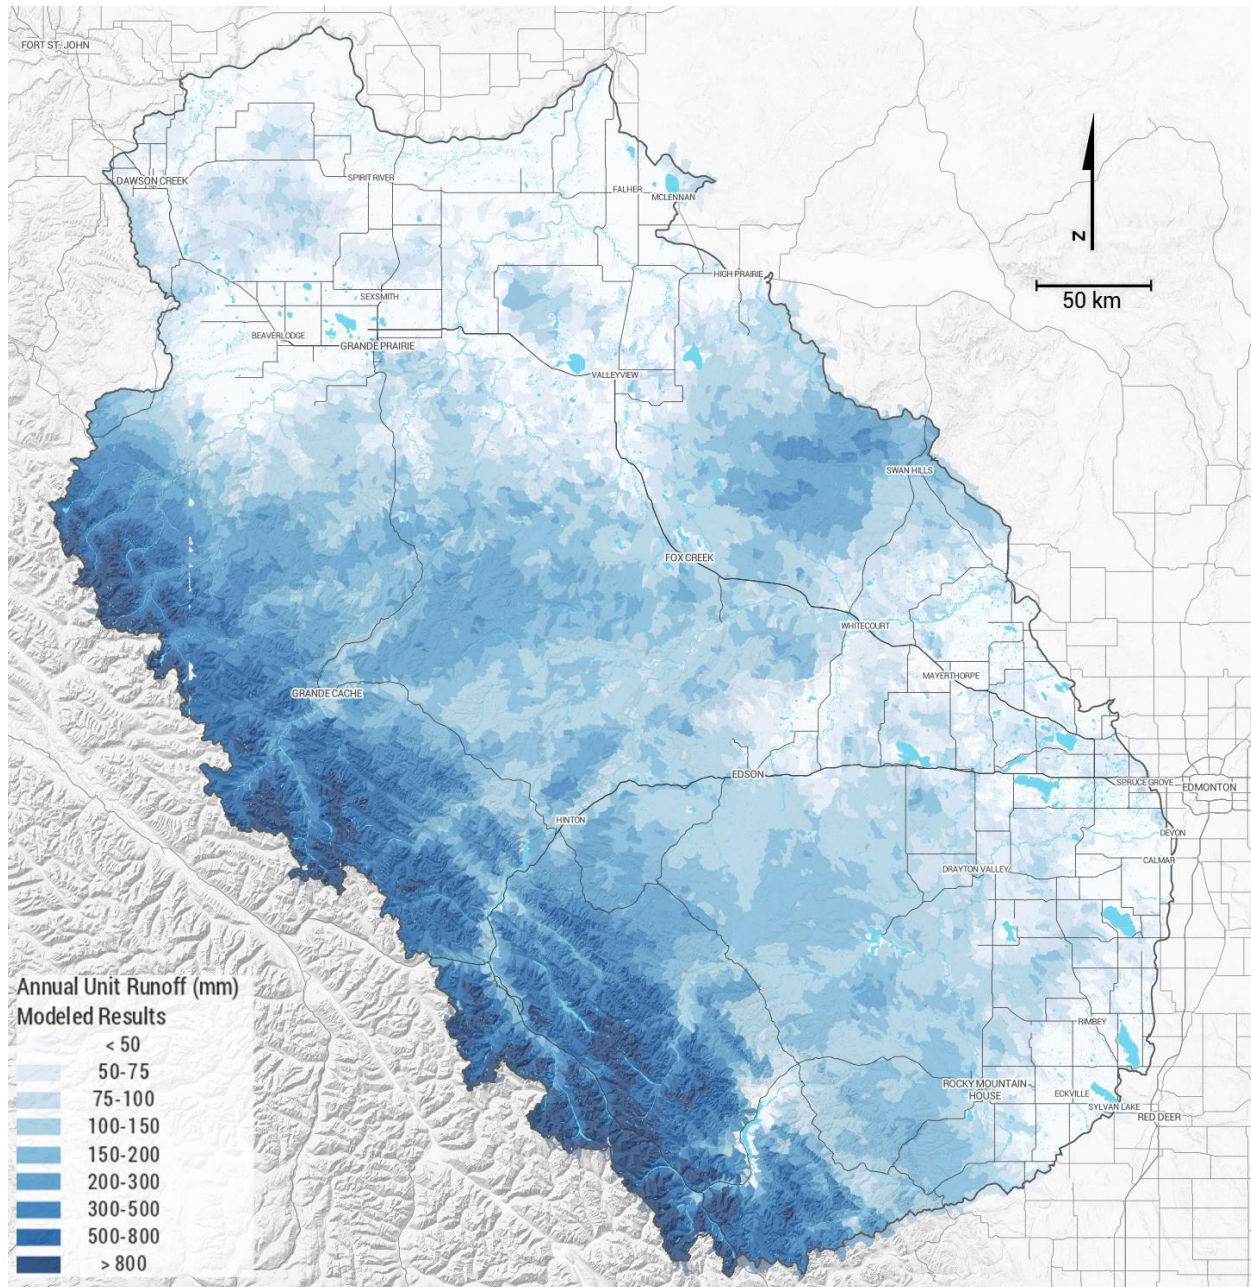 FORT ST. JOHN
DAWSON CREEK
SPIRIT RIVER
FALHER
MCLENNAN
N
HIGH PRAIRIE
50 km
SEXSMITH
BEAVERLODGE
GRANDE PRAIRIE
VALLEYVIEW
SWAN HILLS
FOX CREEK
WHITECOURT
MAYERTHORPE
GRANDE CACHE
EDSON
SPRUCE GROVE
EDMONTON
HINTON
DEVON
CALMAR
DRAYTON VALLEY
RIMBEY
ROCKY MOUNTAIN
HOUSE
ECKVILLE
SYLVAN LAKE
RED DEER
Annual Unit Runoff (mm)
Modeled Results
< 50
50-75
75-100
100-150
150-200
200-300
300-500
500-800
> 800